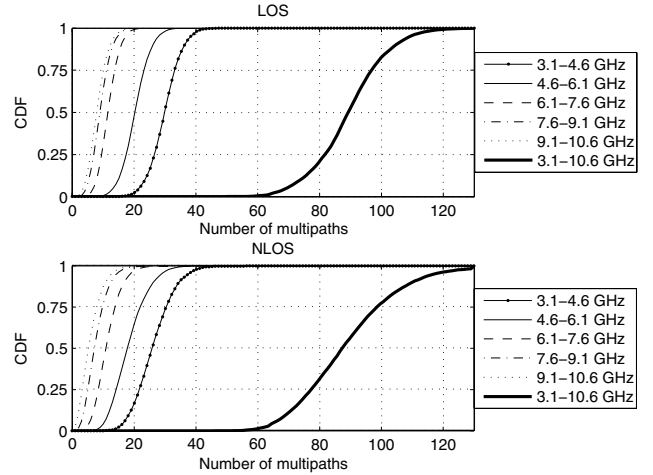 LOS
1
0.75
0.5
0.25
0
CDF
0 20 40 60 80 100 120
Number of multipaths
3.1−4.6 GHz
4.6−6.1 GHz
6.1−7.6 GHz
7.6−9.1 GHz
9.1−10.6 GHz
3.1−10.6 GHz
NLOS
1
0.75
0.5
0.25
0
CDF
0 20 40 60 80 100 120
Number of multipaths
3.1−4.6 GHz
4.6−6.1 GHz
6.1−7.6 GHz
7.6−9.1 GHz
9.1−10.6 GHz
3.1−10.6 GHz